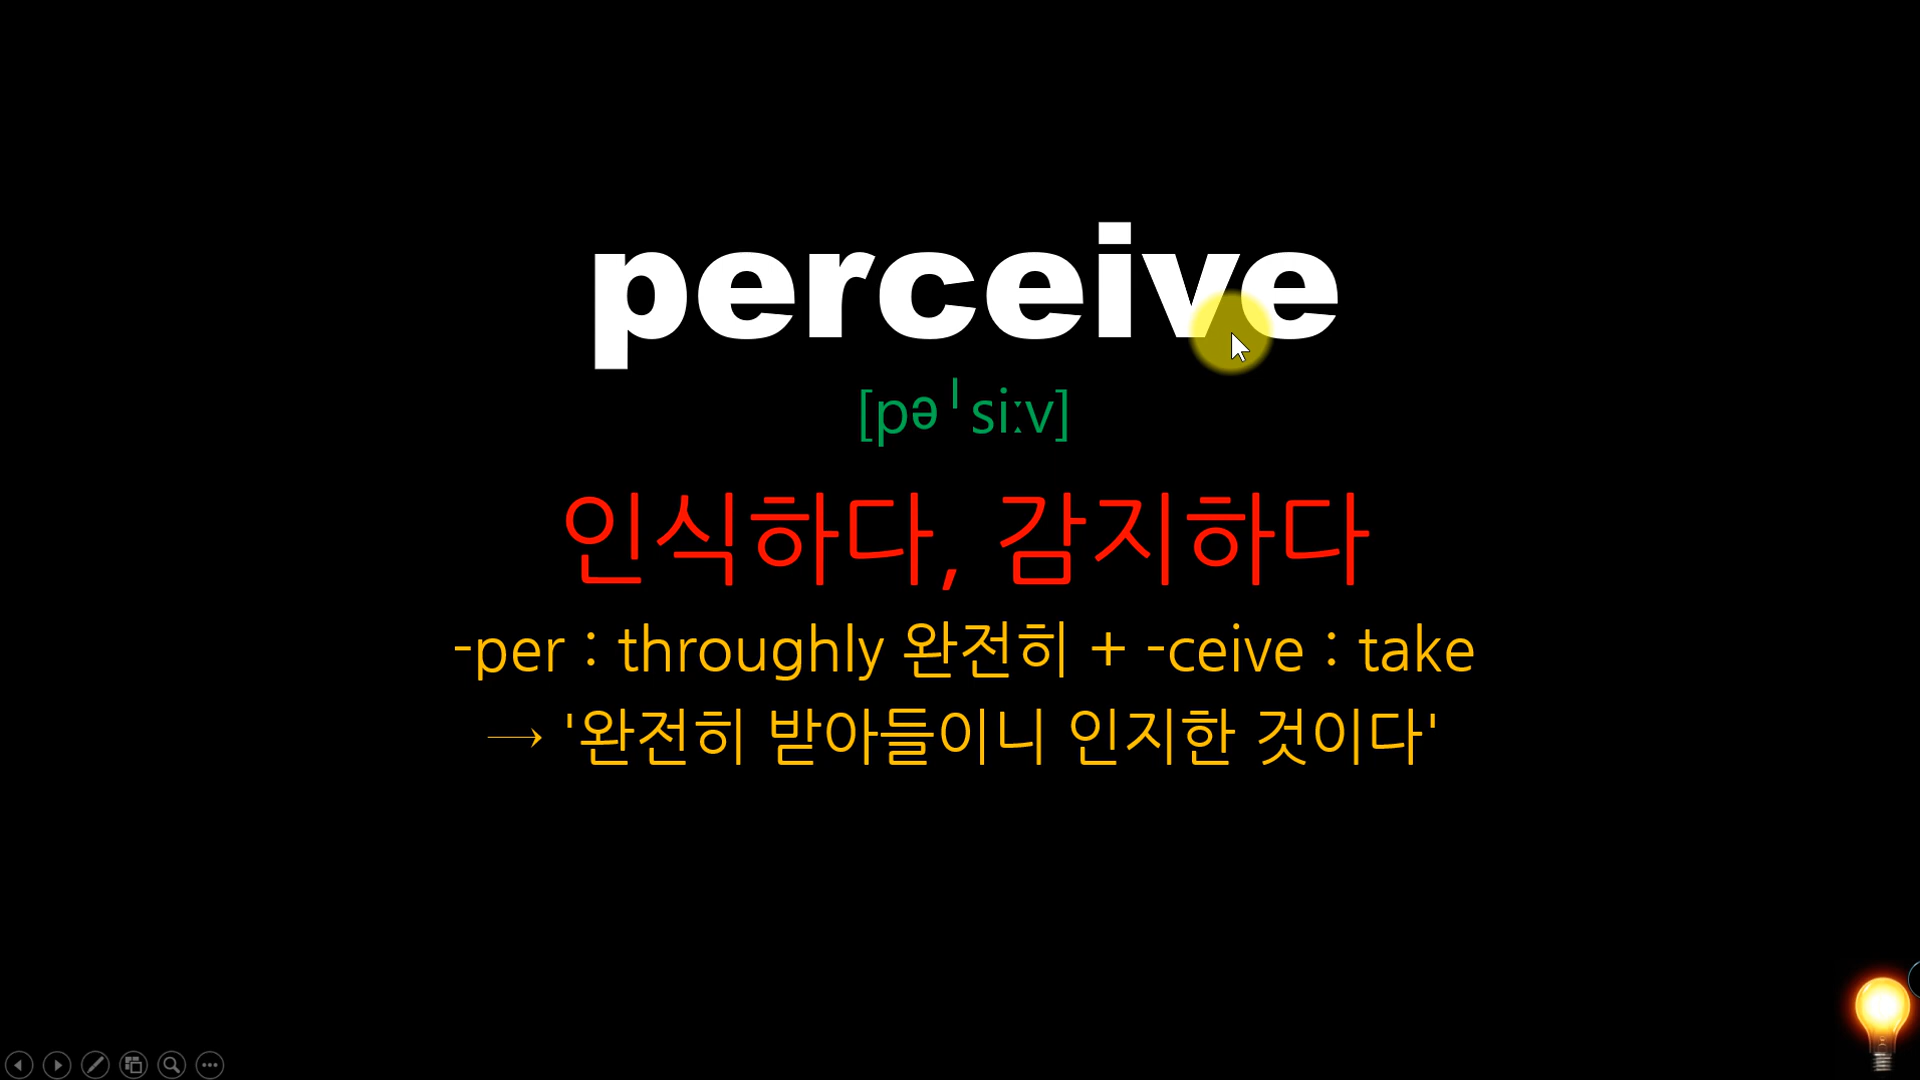 perceive
[pəˈsiːv]
인식하다, 감지하다
-per : throughly 완전히 + -ceive : take
→ '완전히 받아들이니 인지한 것이다'